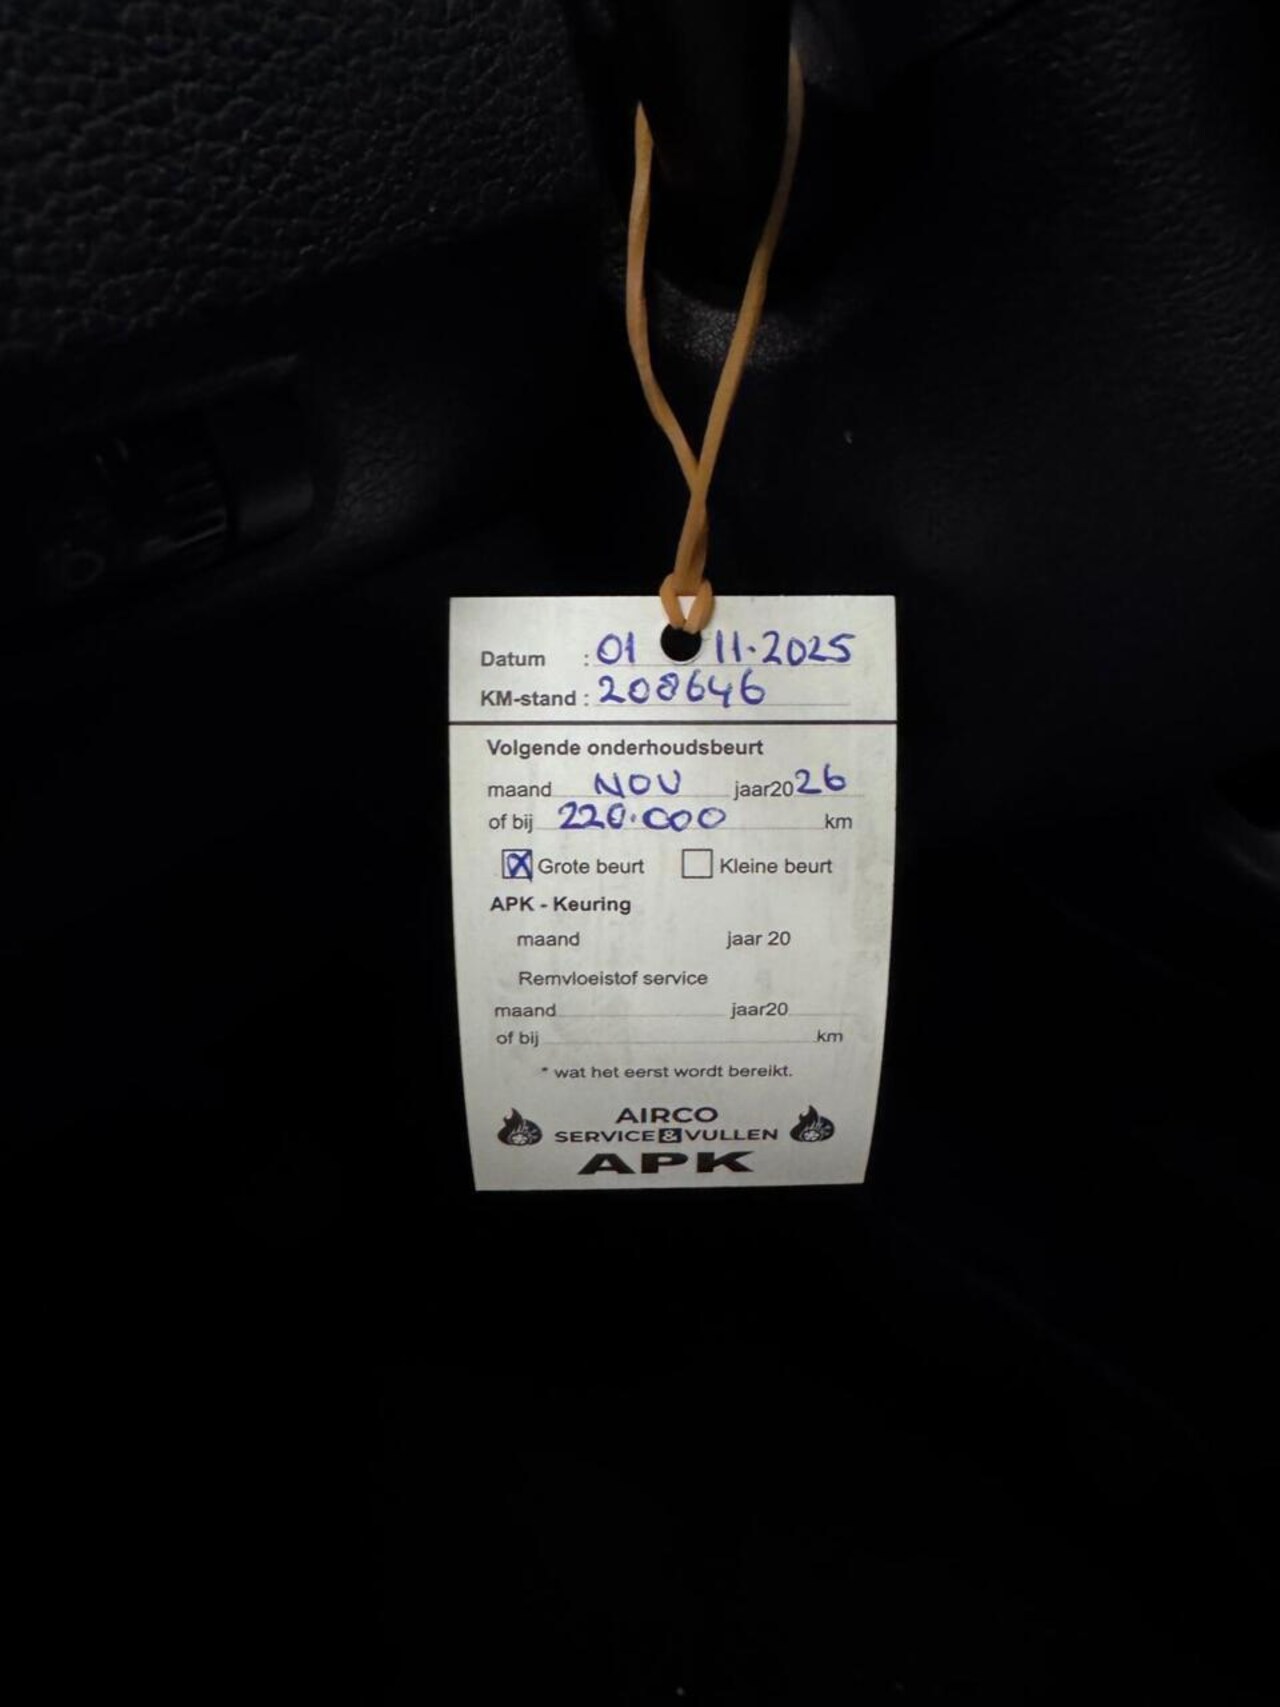 Datum : 01 11.2025
KM-stand : 208646
Volgende onderhoudsbeurt
maand NOV jaar2026
of bij 220.000 km
Grote beurt Kleine beurt
APK - Keuring
maand jaar 20
Remvloeistof service
maand jaar20
of bij km
* wat het eerst wordt bereikt.
AIRCO
SERVICE & VULLEN
APK